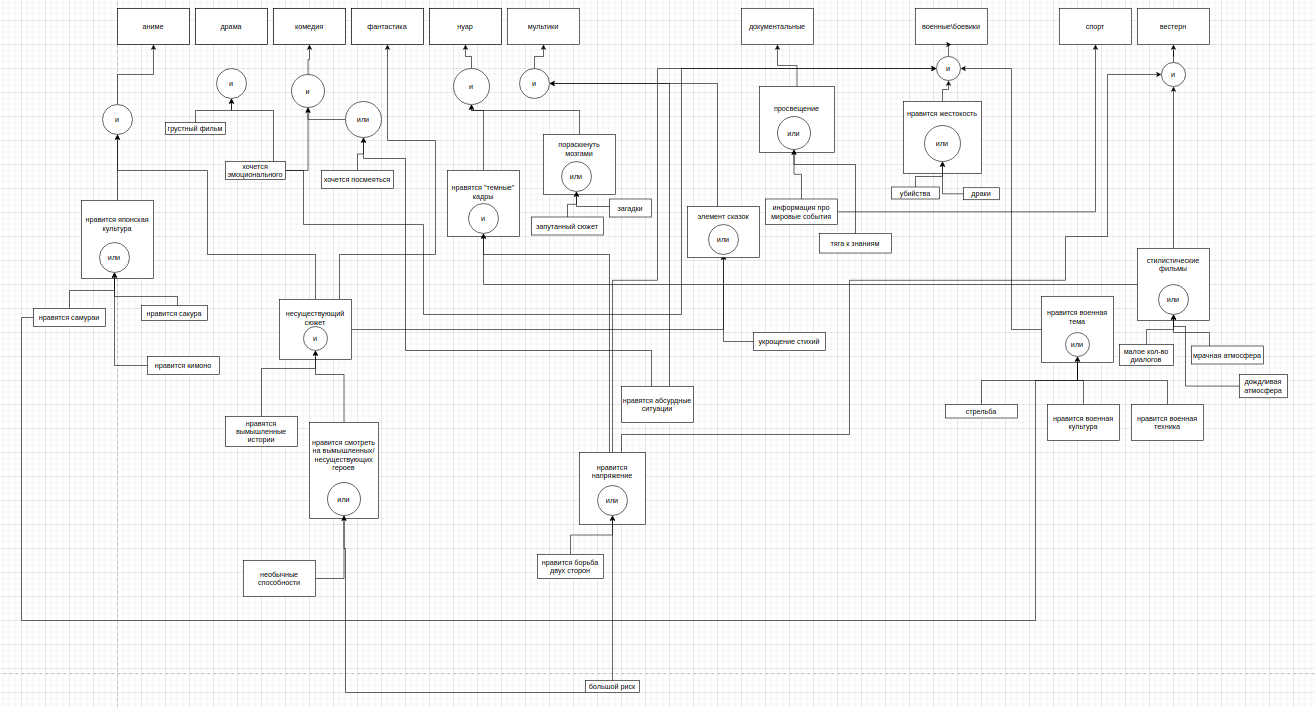 аниме
драма
комедия
фантастика
нуар
мультики
документальные
военные\боевики
спорт
вестерн
и
и
и
или
и
и
и
и
грустный фильм
хочется
эмоционального
хочется посмеяться
пораскинуть
мозгами
или
просвещение
или
нравится жестокость
или
нравятся "темные"
кадры
и
запутанный сюжет
загадки
убийства
драки
нравится японская
культура
или
элемент сказок
или
информация про
мировые события
тяга к знаниям
стилистические
фильмы
или
нравятся самураи
нравится сакура
несуществующий
сюжет
и
нравится военная
тема
или
укрощение стихий
малое кол-во
диалогов
мрачная атмосфера
дождливая
атмосфера
нравится кимоно
нравятся абсурдные
ситуации
стрельба
нравится военная
культура
нравится военная
техника
нравятся
вымышленные
истории
нравится смотреть
на вымышленных/
несуществующих
героев
или
нравится
напряжение
или
нравится борьба
двух сторон
необычные
способности
большой риск